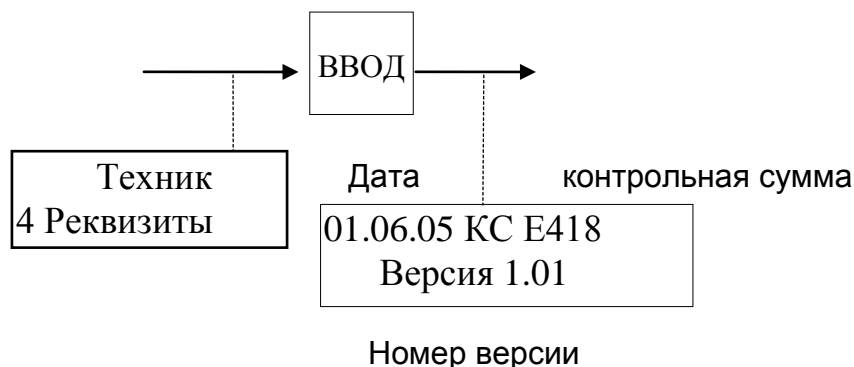 ВВОД
Техник
4 Реквизиты
Дата
контрольная сумма
01.06.05 КС E418
Версия 1.01
Номер версии